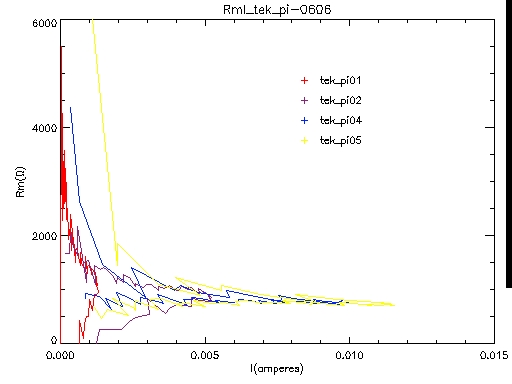 Rml_tek_pi-0606
6000
tek_pi01
tek_pi02
4000
tek_pi04
tek_pi05
Rm(Ω)
2000
0
0.000 0.005 0.010 0.015
I(amperes)